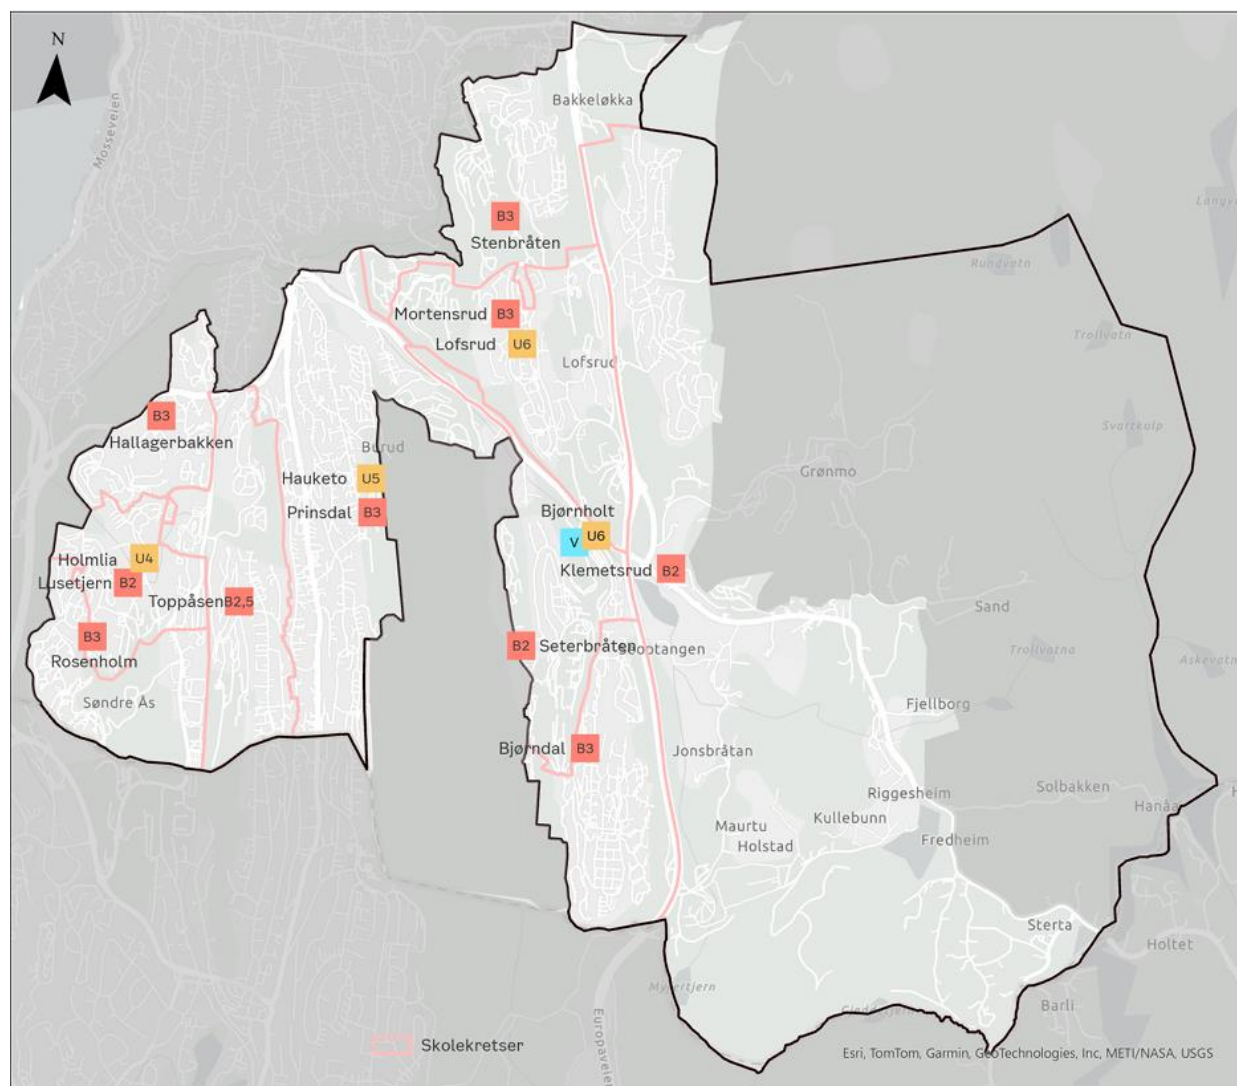 N
Mosseveien
Bakkeløkka
B3
Stenbråten
Rundvatn
Mortensrud
B3
Lofsrud
U6
Lofsrud
Trollvatn
B3
Hallagerbakken
Svartkulp
Hauketo
U5
Grønmo
Prinsdal
B3
Bjørnholt
V
U6
Holmlia
U4
Lusetjern
B2
Klemetsrud
B2
Toppåsen
B2,5
Sand
B3
Rosenholm
B2
Seterbråten
Trollvatna
Askevatn
Søndre Ås
Fjellborg
Bjørndal
B3
Jonsbråtan
Riggesheim
Solbakken
Hanåa
Maurtu
Kullebunn
Holstad
Fredheim
Sterta
Holtet
Myrertjern
Barli
Europaveien
Skolekretser
Esri, TomTom, Garmin, GeoTechnologies, Inc, METI/NASA, USGS